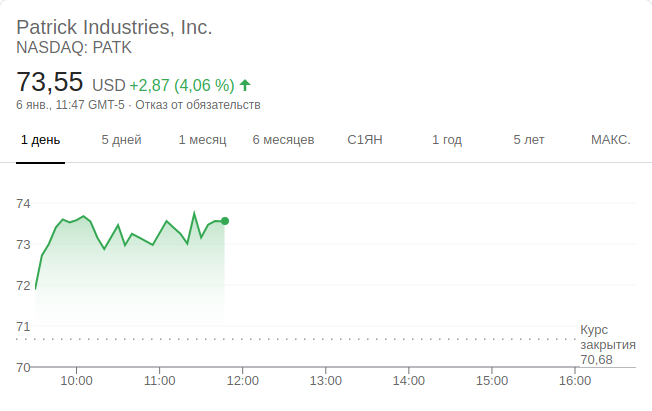 Patrick Industries, Inc.
NASDAQ: PATK
73,55 USD +2,87 (4,06 %)
6 янв., 11:47 GMT-5 · Отказ от обязательств
1 день 5 дней 1 месяц 6 месяцев С1ЯН 1 год 5 лет МАКС.
74
73
72
71
Курс
закрытия
70,68
70
10:00 11:00 12:00 13:00 14:00 15:00 16:00